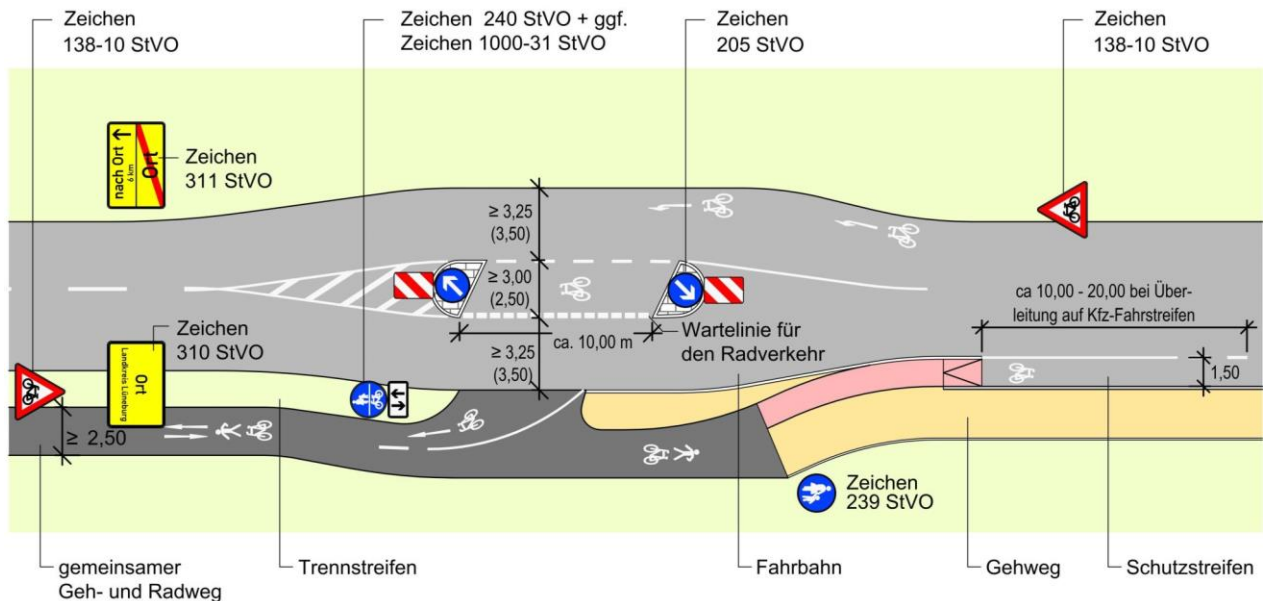 Zeichen
138-10 StVO
Zeichen 240 StVO + ggf.
Zeichen 1000-31 StVO
Zeichen
205 StVO
Zeichen
138-10 StVO
nach Ort
6 km
Ort
Zeichen
311 StVO
≥ 3,25
(3,50)
≥ 3,00
(2,50)
≥ 3,25
(3,50)
ca. 10,00 m
Wartelinie für
den Radverkehr
ca 10,00 - 20,00 bei Über-
leitung auf Kfz-Fahrstreifen
1,50
Zeichen
310 StVO
Ort
Landkreis Lüneburg
≥ 2,50
Zeichen
239 StVO
gemeinsamer
Geh- und Radweg
Trennstreifen
Fahrbahn
Gehweg
Schutzstreifen